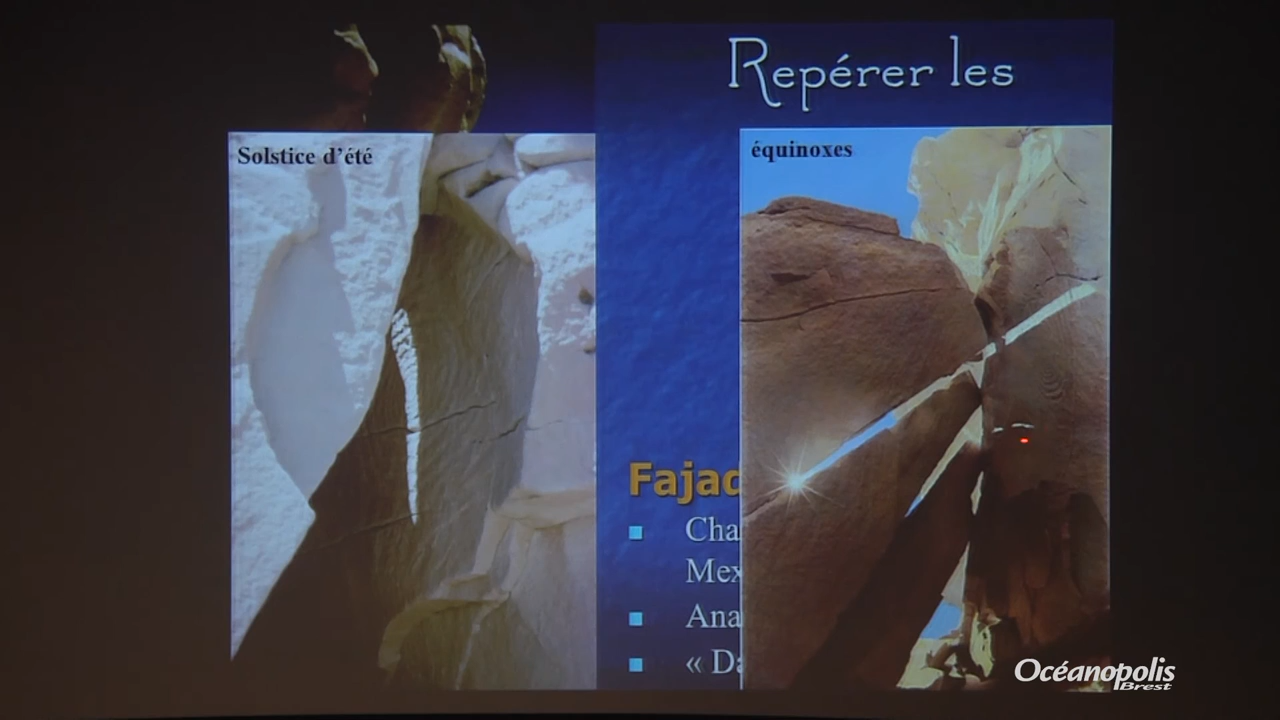 Repérer les
Solstice d'été
équinoxes
Fajad
Cha
Mex
Ana
« Da
Océanopolis
Brest